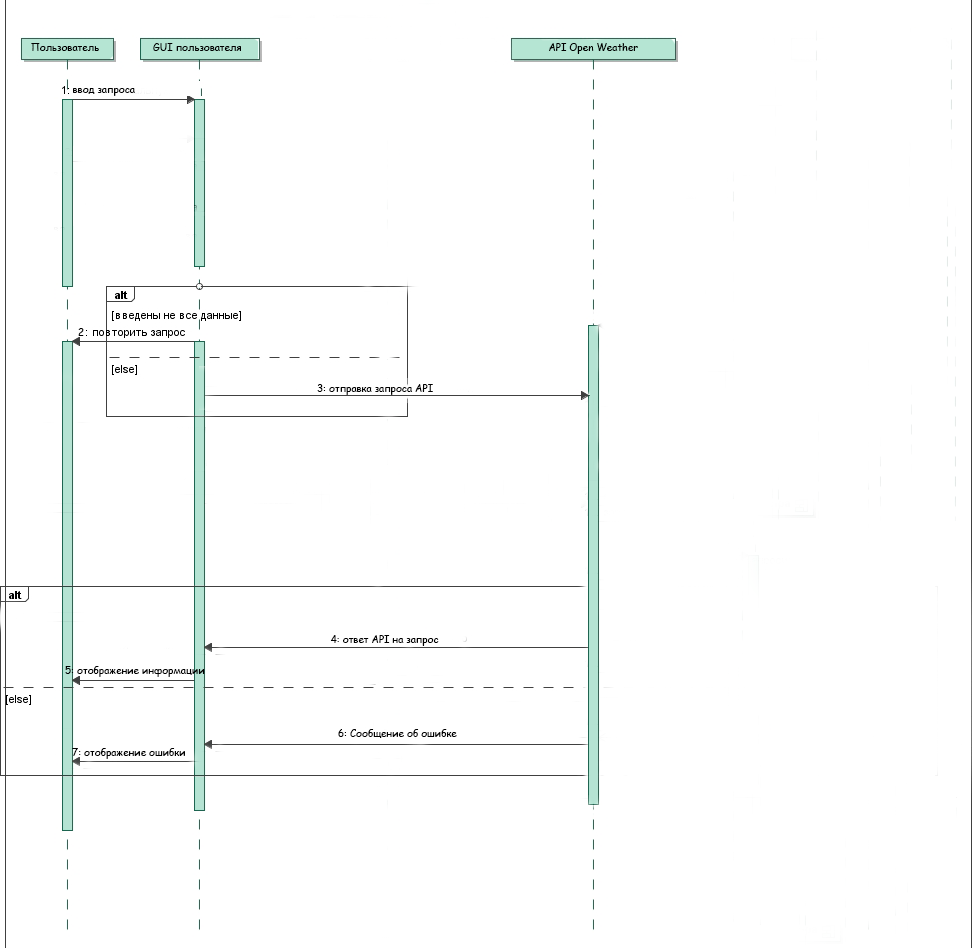 Пользователь
GUI пользователя
API Open Weather
1: ввод запроса
alt
[введены не все данные]
2: повторить запрос
[else]
3: отправка запроса API
alt
4: ответ API на запрос
5: отображение информации
[else]
6: Сообщение об ошибке
7: отображение ошибки